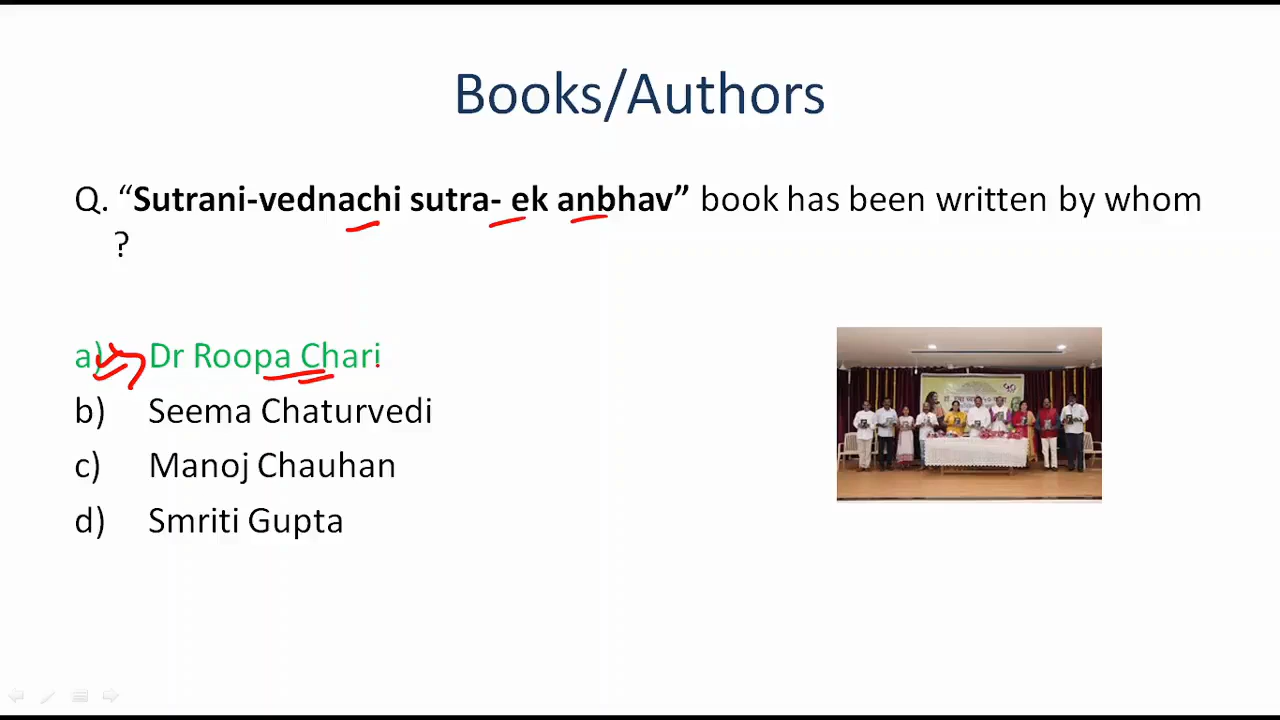 Books/Authors
Q. “Sutrani-vednachi sutra- ek anbhav” book has been written by whom
?
a) Dr Roopa Chari
b) Seema Chaturvedi
c) Manoj Chauhan
d) Smriti Gupta